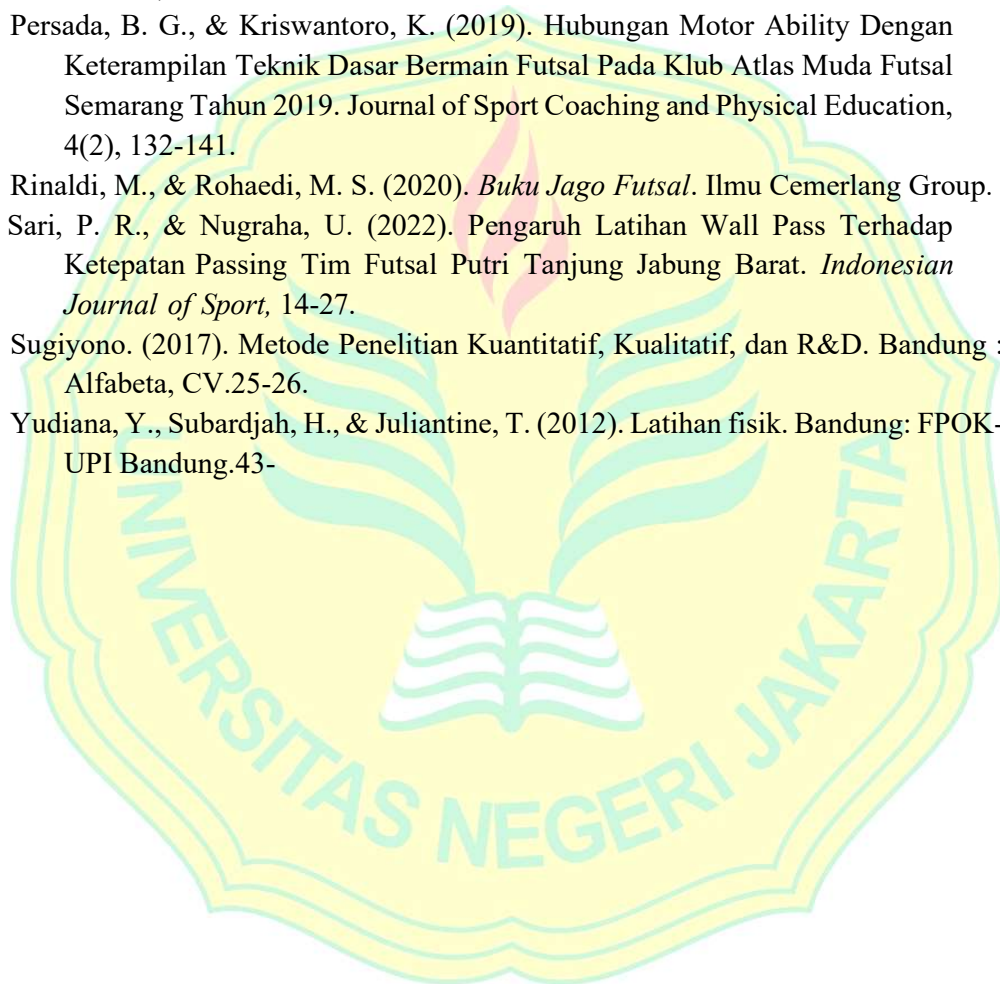 Persada, B. G., & Kriswantoro, K. (2019). Hubungan Motor Ability Dengan
Keterampilan Teknik Dasar Bermain Futsal Pada Klub Atlas Muda Futsal
Semarang Tahun 2019. Journal of Sport Coaching and Physical Education,
4(2), 132-141.
Rinaldi, M., & Rohaedi, M. S. (2020). Buku Jago Futsal. Ilmu Cemerlang Group.
Sari, P. R., & Nugraha, U. (2022). Pengaruh Latihan Wall Pass Terhadap
Ketepatan Passing Tim Futsal Putri Tanjung Jabung Barat. Indonesian
Journal of Sport, 14-27.
Sugiyono. (2017). Metode Penelitian Kuantitatif, Kualitatif, dan R&D. Bandung :
Alfabeta, CV.25-26.
Yudiana, Y., Subardjah, H., & Juliantine, T. (2012). Latihan fisik. Bandung: FPOK-
UPI Bandung.43-
UNIVERSITAS NEGERI JAKARTA